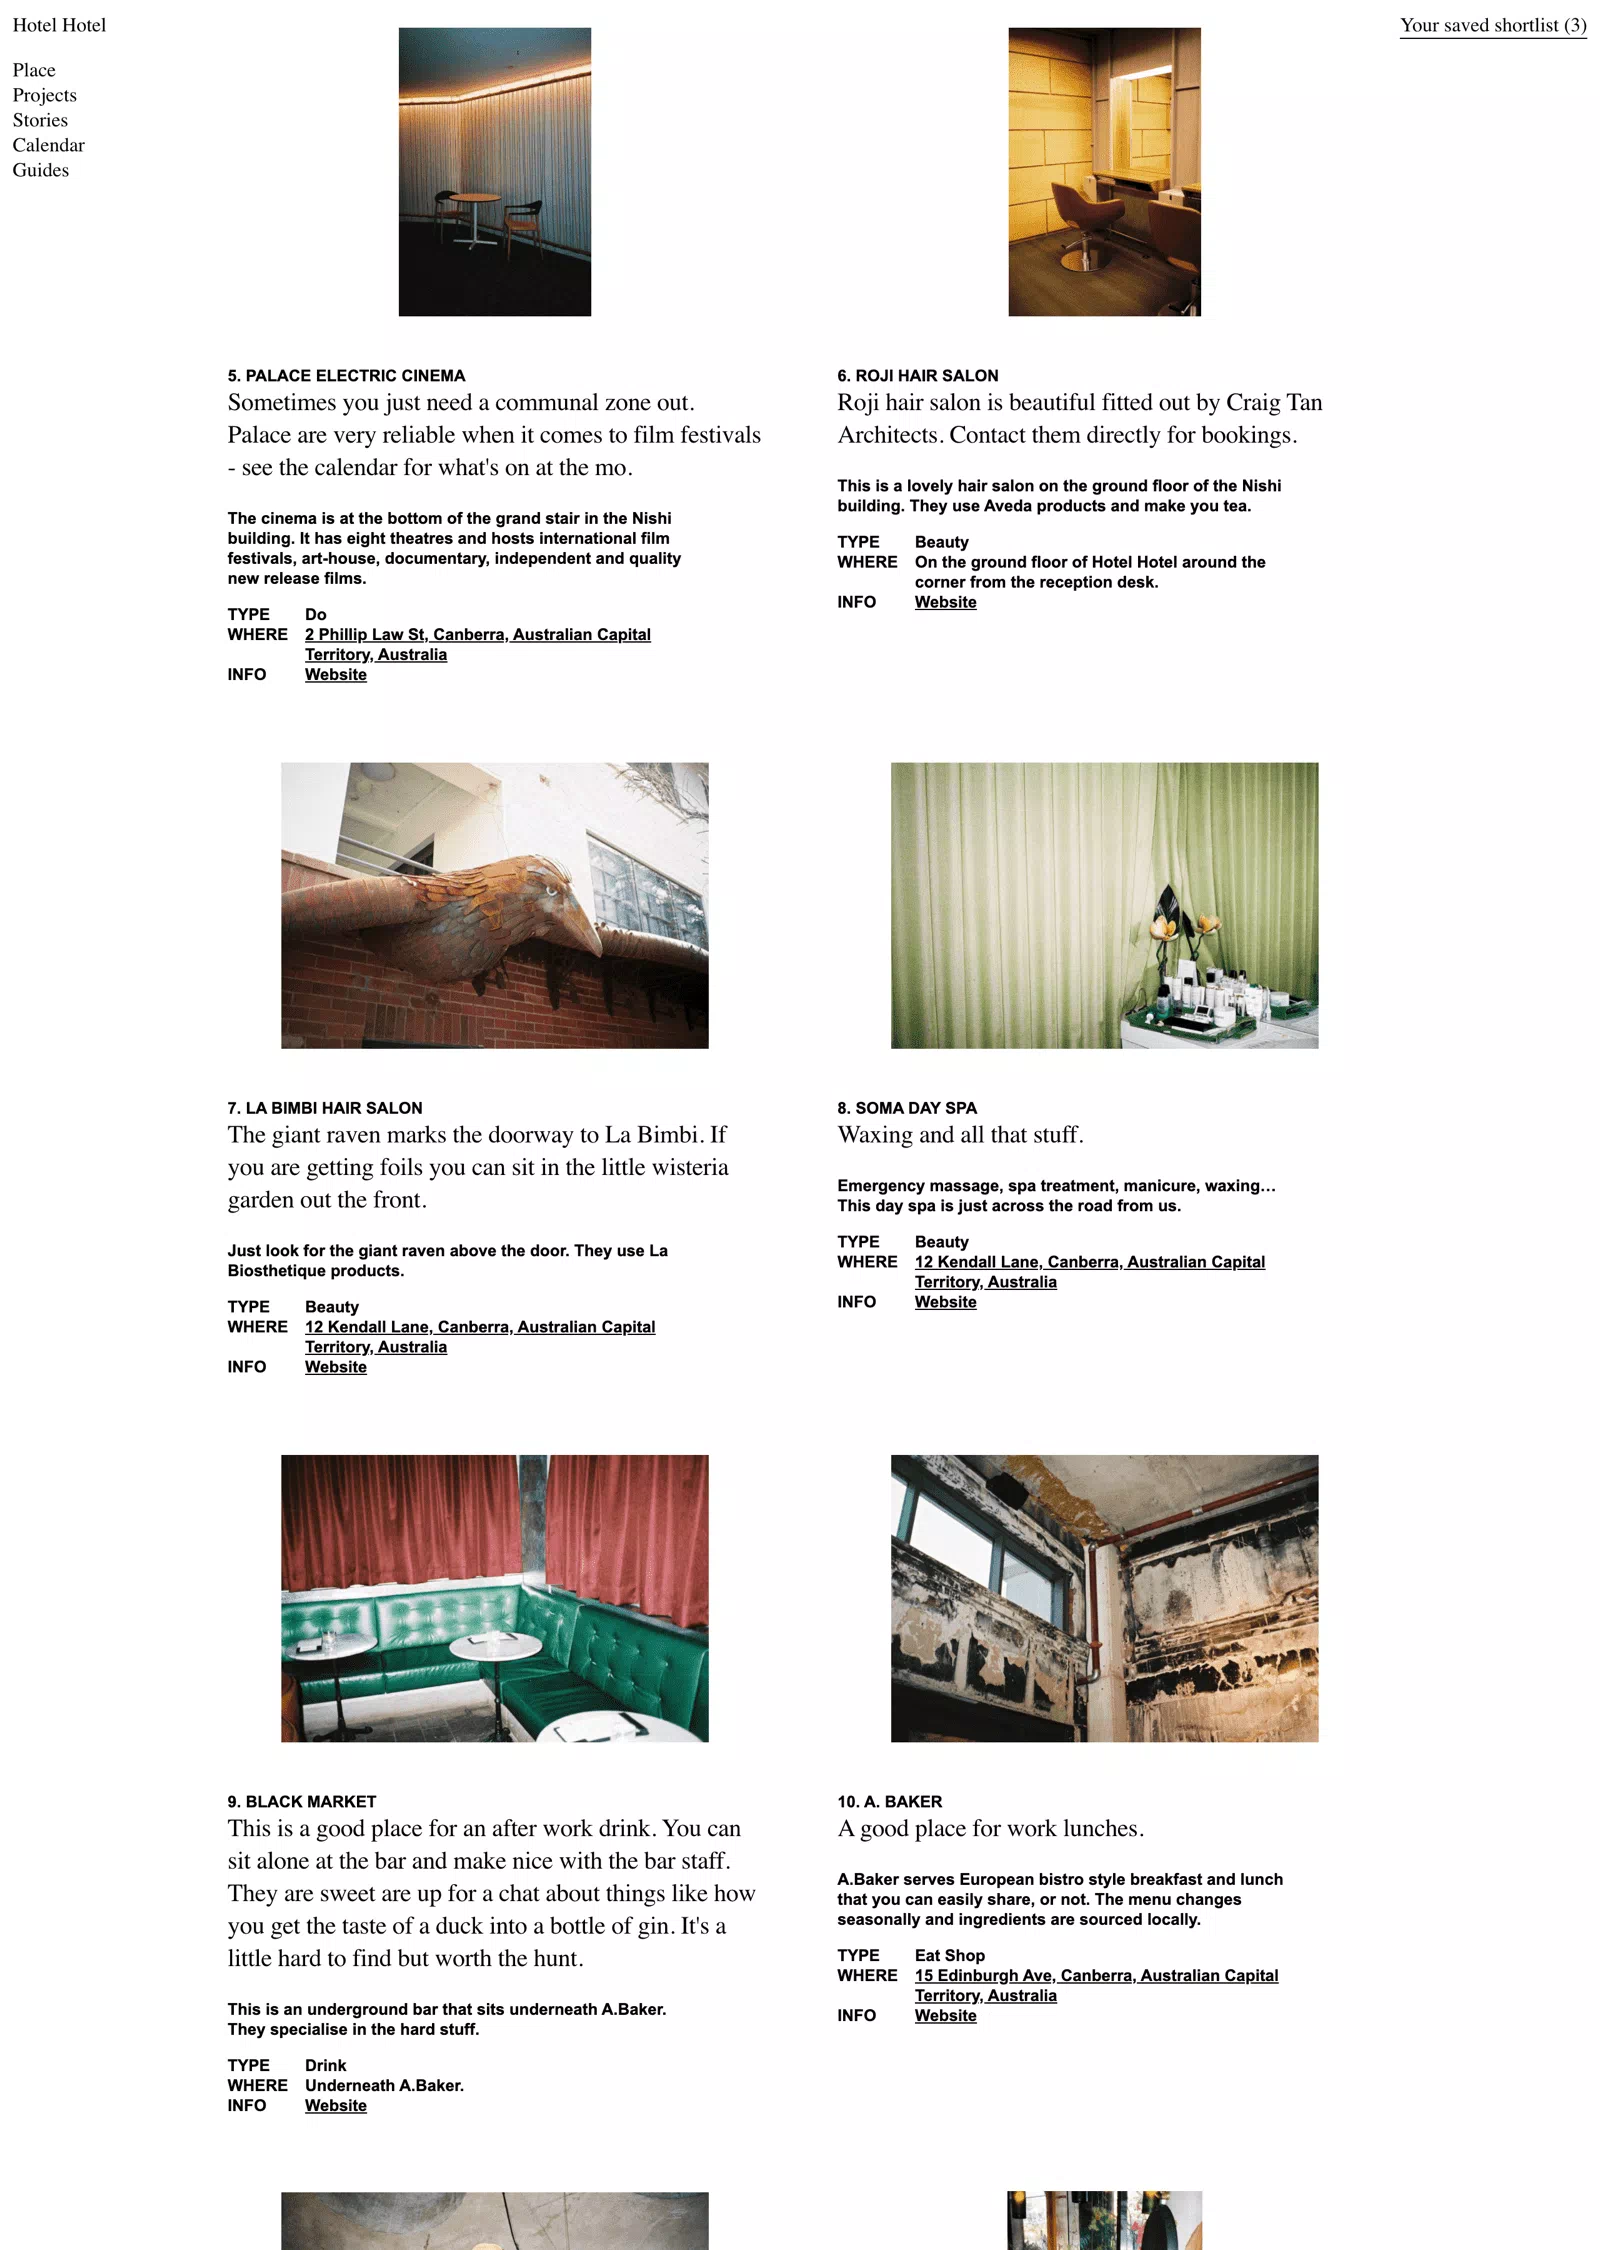 Hotel Hotel
Your saved shortlist (3)
Place
Projects
Stories
Calendar
Guides
5. PALACE ELECTRIC CINEMA
Sometimes you just need a communal zone out.
Palace are very reliable when it comes to film festivals
- see the calendar for what's on at the mo.
The cinema is at the bottom of the grand stair in the Nishi
building. It has eight theatres and hosts international film
festivals, art-house, documentary, independent and quality
new release films.
TYPE Do
WHERE 2 Phillip Law St, Canberra, Australian Capital
Territory, Australia
INFO Website
6. ROJI HAIR SALON
Roji hair salon is beautiful fitted out by Craig Tan
Architects. Contact them directly for bookings.
This is a lovely hair salon on the ground floor of the Nishi
building. They use Aveda products and make you tea.
TYPE Beauty
WHERE On the ground floor of Hotel Hotel around the
corner from the reception desk.
INFO Website
7. LA BIMBI HAIR SALON
The giant raven marks the doorway to La Bimbi. If
you are getting foils you can sit in the little wisteria
garden out the front.
Just look for the giant raven above the door. They use La
Biosthetique products.
TYPE Beauty
WHERE 12 Kendall Lane, Canberra, Australian Capital
Territory, Australia
INFO Website
8. SOMA DAY SPA
Waxing and all that stuff.
Emergency massage, spa treatment, manicure, waxing…
This day spa is just across the road from us.
TYPE Beauty
WHERE 12 Kendall Lane, Canberra, Australian Capital
Territory, Australia
INFO Website
9. BLACK MARKET
This is a good place for an after work drink. You can
sit alone at the bar and make nice with the bar staff.
They are sweet are up for a chat about things like how
you get the taste of a duck into a bottle of gin. It's a
little hard to find but worth the hunt.
This is an underground bar that sits underneath A.Baker.
They specialise in the hard stuff.
TYPE Drink
WHERE Underneath A.Baker.
INFO Website
10. A. BAKER
A good place for work lunches.
A.Baker serves European bistro style breakfast and lunch
that you can easily share, or not. The menu changes
seasonally and ingredients are sourced locally.
TYPE Eat Shop
WHERE 15 Edinburgh Ave, Canberra, Australian Capital
Territory, Australia
INFO Website